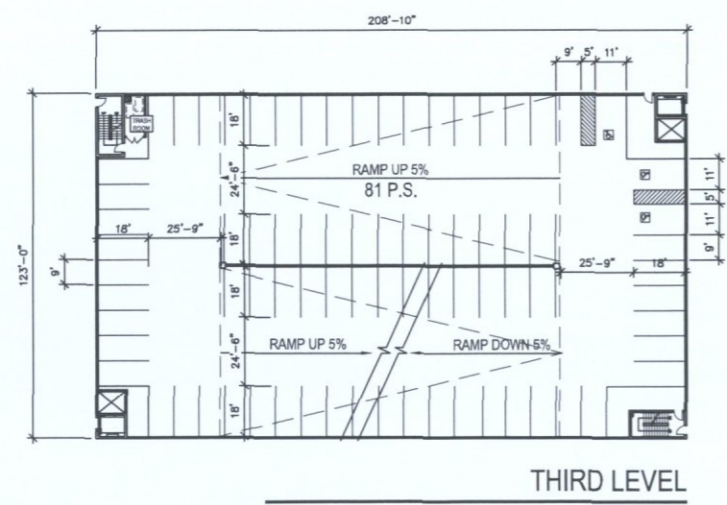 208'-10"
9'
5'
11'
TRASH
ROOM
18'
RAMP UP 5%
81 P.S.
24'-6"
18'
11'
5'
11'
9'
18'
25'-9"
9'
123'-0"
25'-9"
18'
18'
24'-6"
RAMP UP 5%
RAMP DOWN 5%
18'
THIRD LEVEL